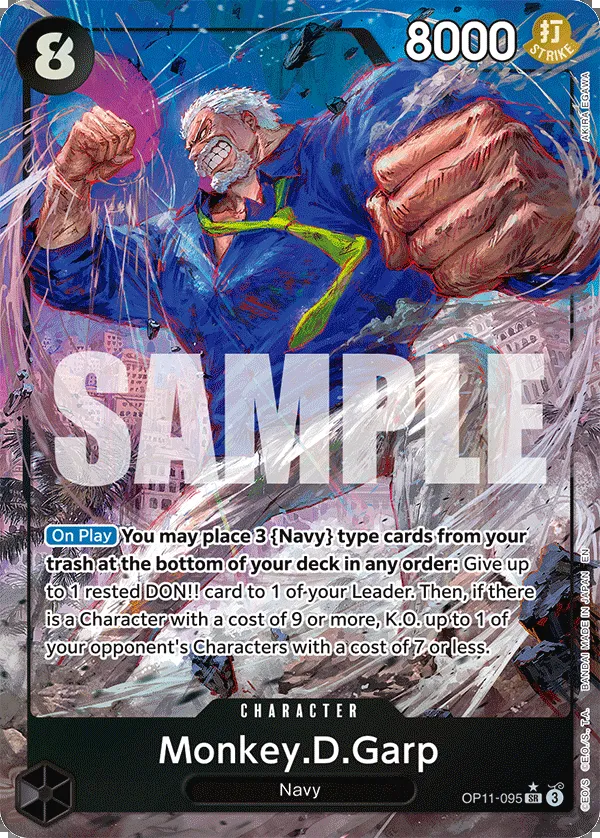 8
8000
打
STRIKE
AKIRA EGAWA
SAMPLE
On Play You may place 3 {Navy} type cards from your
trash at the bottom of your deck in any order: Give up
to 1 rested DON!! card to 1 of your Leader. Then, if there
is a Character with a cost of 9 or more, K.O. up to 1 of
your opponent's Characters with a cost of 7 or less.
©EO/S ©E.O./S., T.A. BANDAI MADE IN JAPAN EN
CHARACTER
Monkey.D.Garp
Navy
OP11-095 SR 3